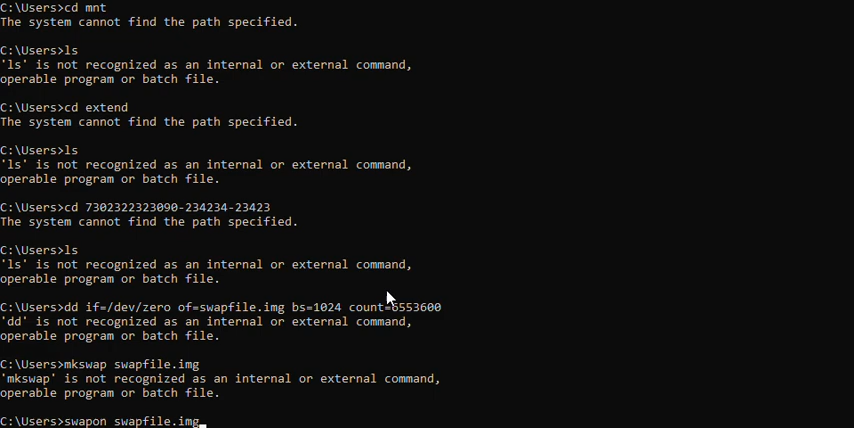 C:\Users>cd mnt
The system cannot find the path specified.
C:\Users>ls
'ls' is not recognized as an internal or external command,
operable program or batch file.
C:\Users>cd extend
The system cannot find the path specified.
C:\Users>ls
'ls' is not recognized as an internal or external command,
operable program or batch file.
C:\Users>cd 7302322323090-234234-23423
The system cannot find the path specified.
C:\Users>ls
'ls' is not recognized as an internal or external command,
operable program or batch file.
C:\Users>dd if=/dev/zero of=swapfile.img bs=1024 count=6553600
'dd' is not recognized as an internal or external command,
operable program or batch file.
C:\Users>mkswap swapfile.img
'mkswap' is not recognized as an internal or external command,
operable program or batch file.
C:\Users>swapon swapfile.img